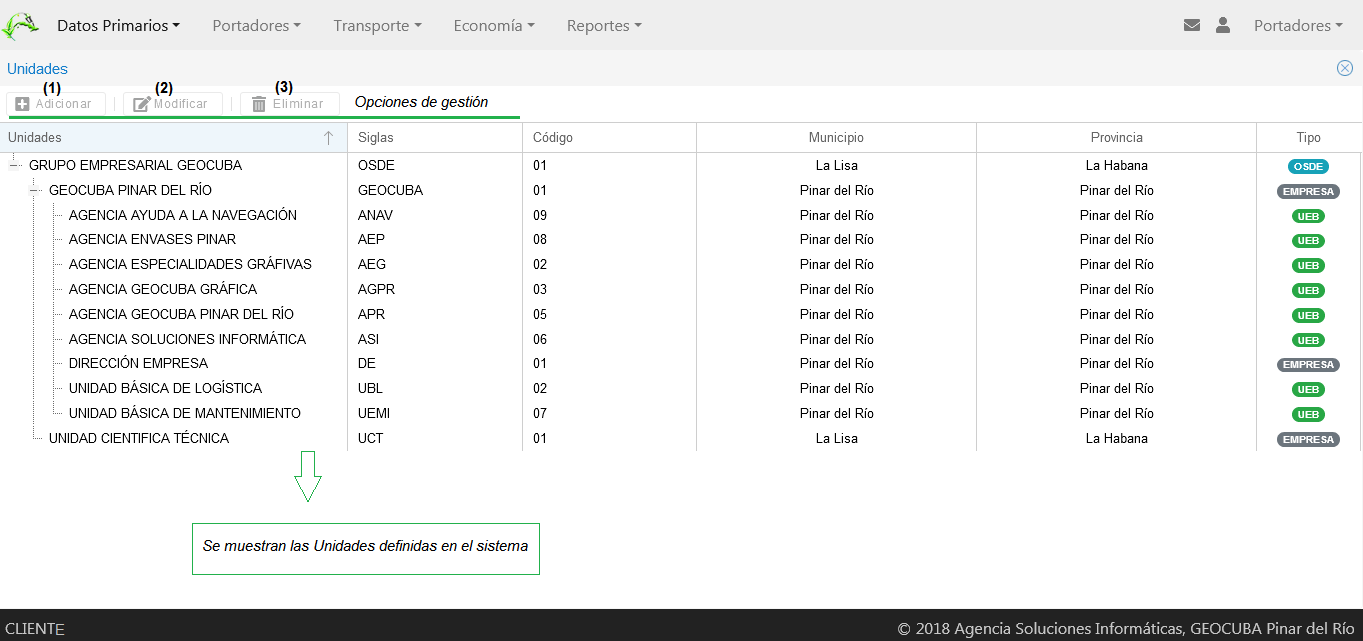 Datos Primarios Portadores Transporte Economía Reportes Portadores
Unidades
(1) (2) (3)
Adicionar Modificar Eliminar Opciones de gestión
Unidades Siglas Código Municipio Provincia Tipo
GRUPO EMPRESARIAL GEOCUBA OSDE 01 La Lisa La Habana OSDE
GEOCUBA PINAR DEL RÍO GEOCUBA 01 Pinar del Río Pinar del Río EMPRESA
AGENCIA AYUDA A LA NAVEGACIÓN ANAV 09 Pinar del Río Pinar del Río UEB
AGENCIA ENVASES PINAR AEP 08 Pinar del Río Pinar del Río UEB
AGENCIA ESPECIALIDADES GRÁFIVAS AEG 02 Pinar del Río Pinar del Río UEB
AGENCIA GEOCUBA GRÁFICA AGPR 03 Pinar del Río Pinar del Río UEB
AGENCIA GEOCUBA PINAR DEL RÍO APR 05 Pinar del Río Pinar del Río UEB
AGENCIA SOLUCIONES INFORMÁTICA ASI 06 Pinar del Río Pinar del Río UEB
DIRECCIÓN EMPRESA DE 01 Pinar del Río Pinar del Río EMPRESA
UNIDAD BÁSICA DE LOGÍSTICA UBL 02 Pinar del Río Pinar del Río UEB
UNIDAD BÁSICA DE MANTENIMIENTO UEMI 07 Pinar del Río Pinar del Río UEB
UNIDAD CIENTIFICA TÉCNICA UCT 01 La Lisa La Habana EMPRESA
Se muestran las Unidades definidas en el sistema
CLIENTE © 2018 Agencia Soluciones Informáticas, GEOCUBA Pinar del Río